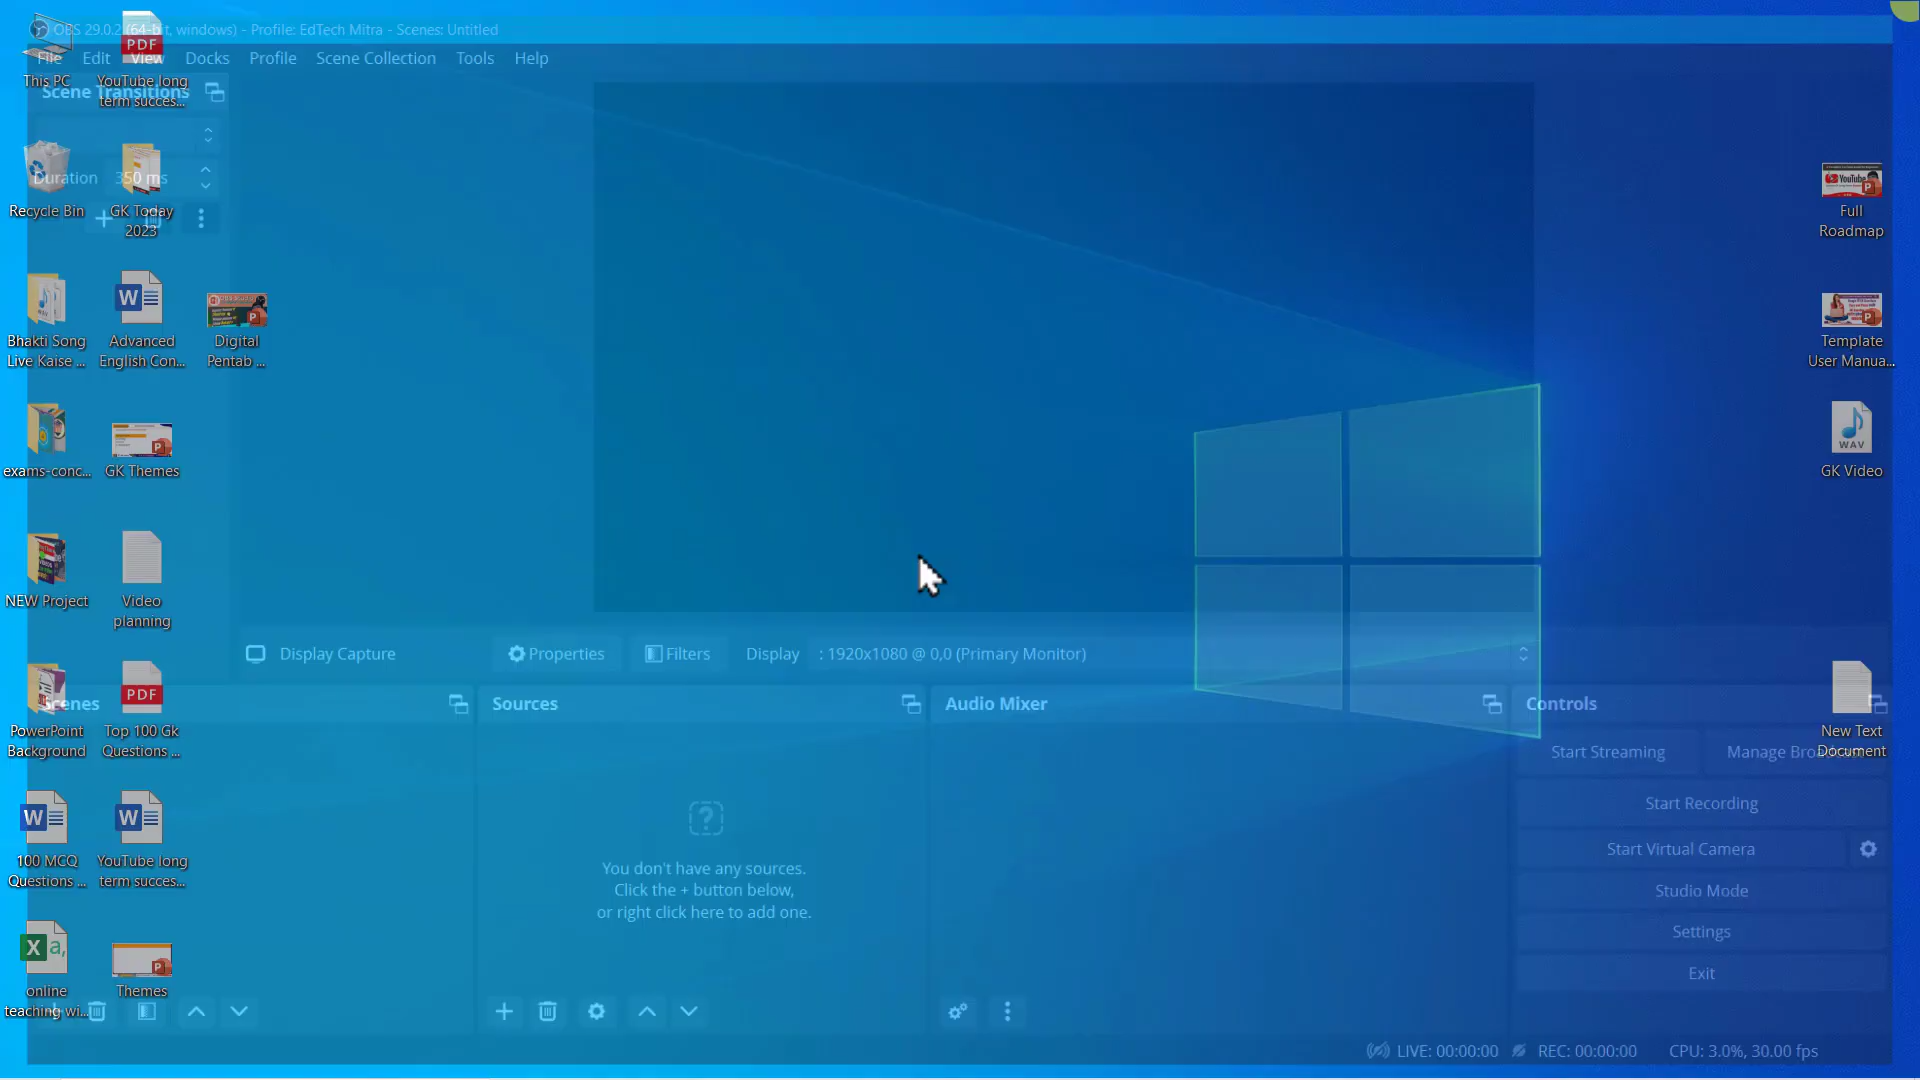 OBS 29.0.2 (64-bit, windows) - Profile: EdTech Mitra - Scenes: Untitled
File Edit View Docks Profile Scene Collection Tools Help
Scene Transitions
Duration 350 ms
This PC
PDF
YouTube long
term succes...
Recycle Bin
GK Today
2023
Bhakti Song
Live Kaise ...
Advanced
English Con...
Digital
Pentab ...
exams-conc...
GK Themes
NEW Project
Video
planning
PowerPoint
Background
PDF
Top 100 Gk
Questions ...
100 MCQ
Questions ...
YouTube long
term succes...
online
teaching wi...
Themes
YouTube
Full
Roadmap
Template
User Manua...
WAV
GK Video
New Text
Document
Display Capture
Properties
Filters
Display : 1920x1080 @ 0,0 (Primary Monitor)
Scenes
Sources
You don't have any sources.
Click the + button below,
or right click here to add one.
Audio Mixer
Controls
Start Streaming
Manage Broadcast
Start Recording
Start Virtual Camera
Studio Mode
Settings
Exit
LIVE: 00:00:00 REC: 00:00:00 CPU: 3.0%, 30.00 fps